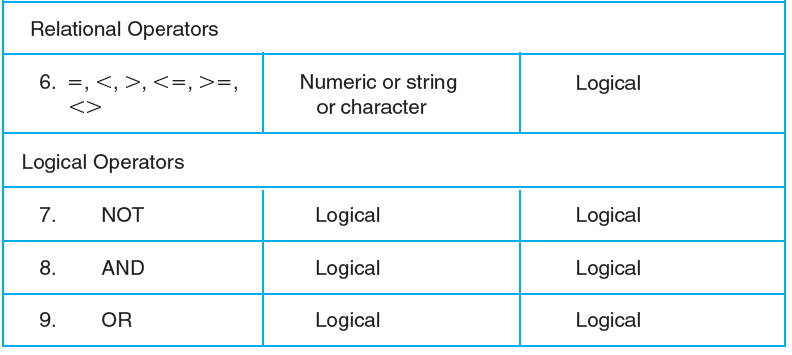 Relational Operators
6. =, <, >, <=, >=, Numeric or string Logical
<> or character
Logical Operators
7. NOT Logical Logical
8. AND Logical Logical
9. OR Logical Logical